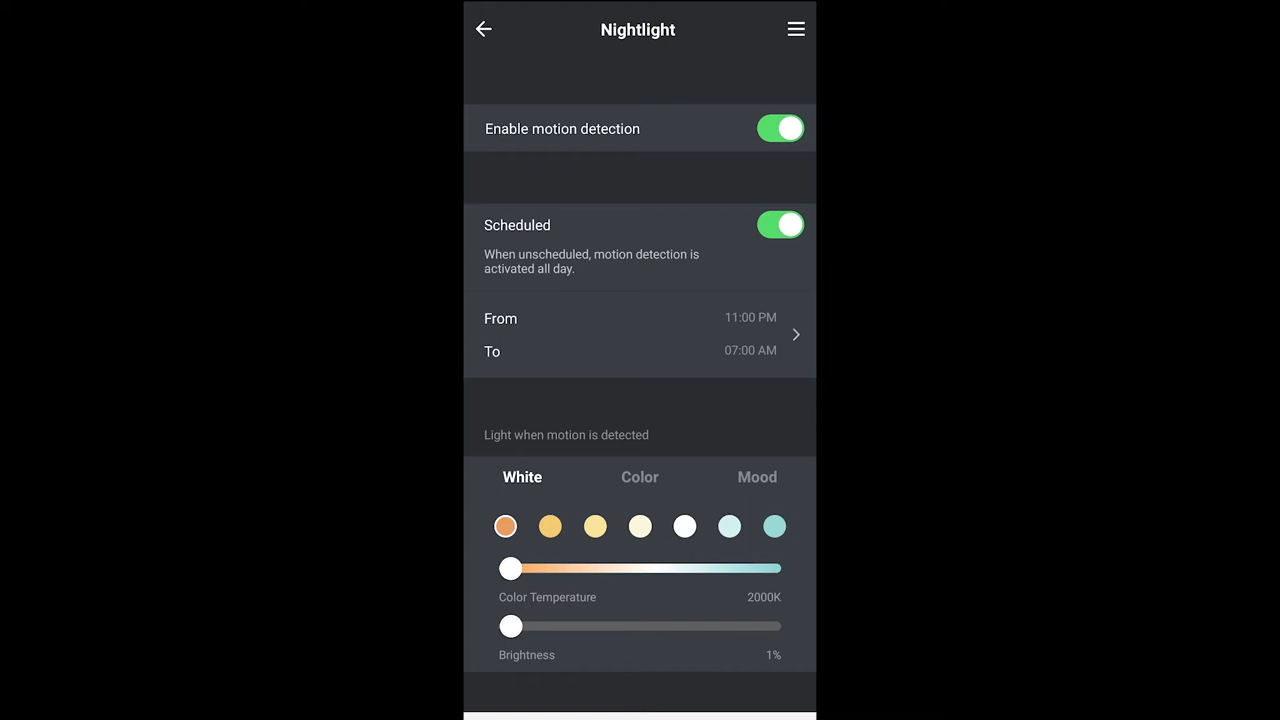 Nightlight
Enable motion detection
Scheduled
When unscheduled, motion detection is
activated all day.
From 11:00 PM
To 07:00 AM
Light when motion is detected
White Color Mood
Color Temperature 2000K
Brightness 1%